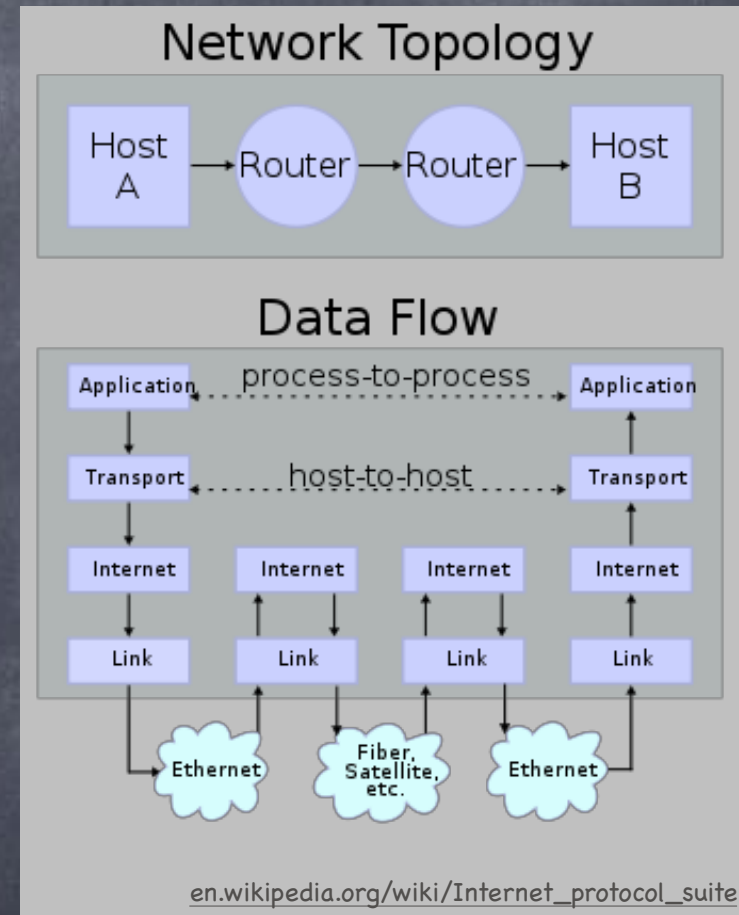 Network Topology
Host
A
Router
Router
Host
B
Data Flow
Application
process-to-process
Application
Transport
host-to-host
Transport
Internet
Internet
Internet
Internet
Link
Link
Link
Link
Ethernet
Fiber,
Satellite,
etc.
Ethernet
en.wikipedia.org/wiki/Internet_protocol_suite